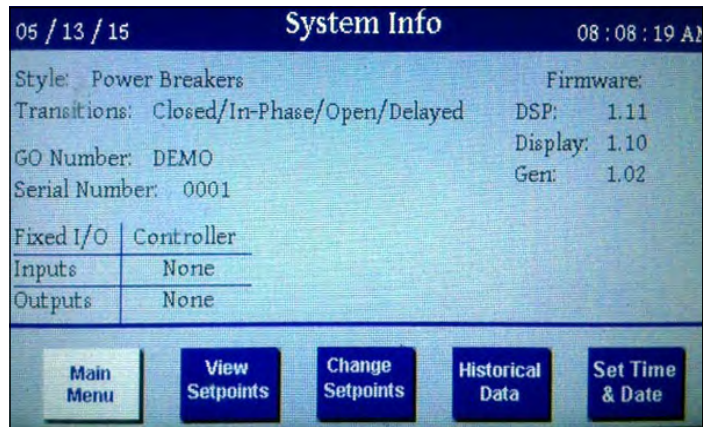 05 / 13 / 15 System Info 08 : 08 : 19 AM
Style: Power Breakers Firmware:
Transitions: Closed/In-Phase/Open/Delayed DSP: 1.11
Display: 1.10
GO Number: DEMO
Gen: 1.02
Serial Number: 0001
Fixed I/O Controller
Inputs None
Outputs None
Main Menu View Setpoints Change Setpoints Historical Data Set Time & Date